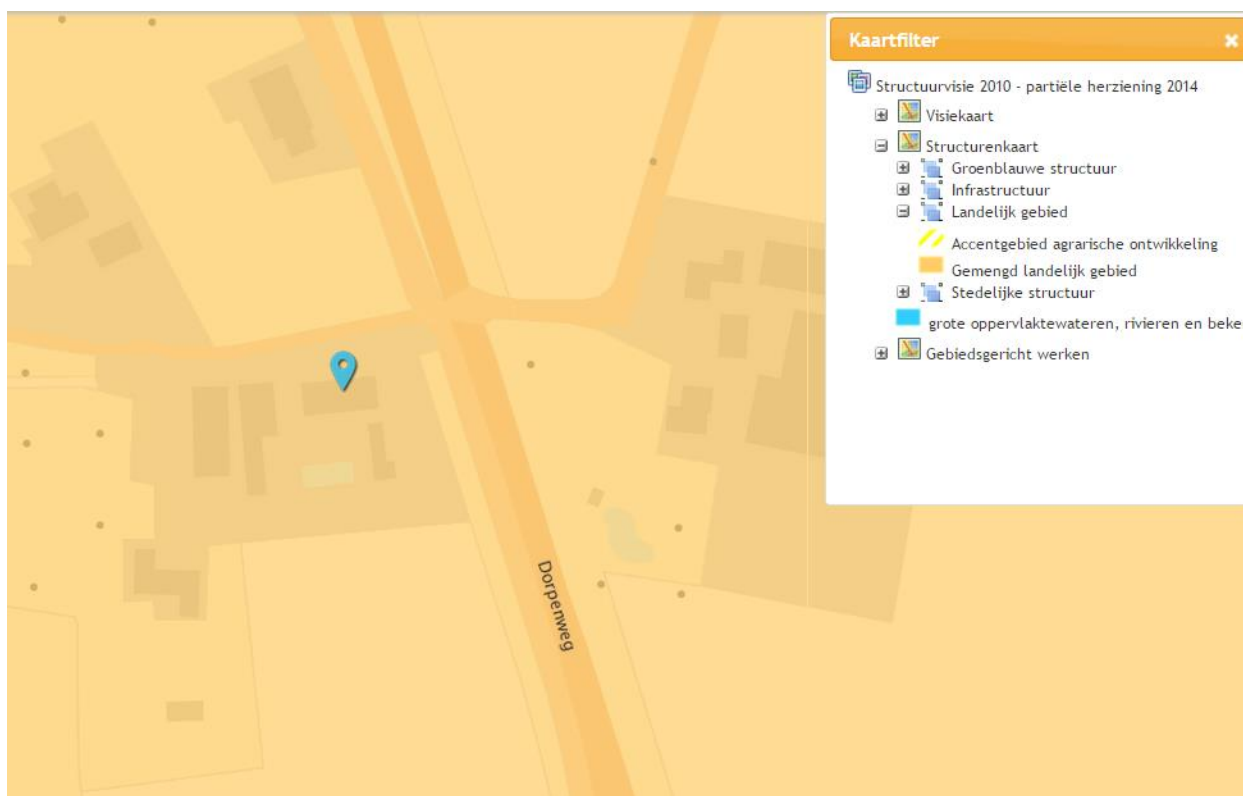 Kaartfilter
Structuurvisie 2010 - partiële herziening 2014
Visiekaart
Structurenkaart
Groenblauwe structuur
Infrastructuur
Landelijk gebied
Accentgebied agrarische ontwikkeling
Gemengd landelijk gebied
Stedelijke structuur
grote oppervlaktewateren, rivieren en beke
Gebiedsgericht werken
Dorpenweg